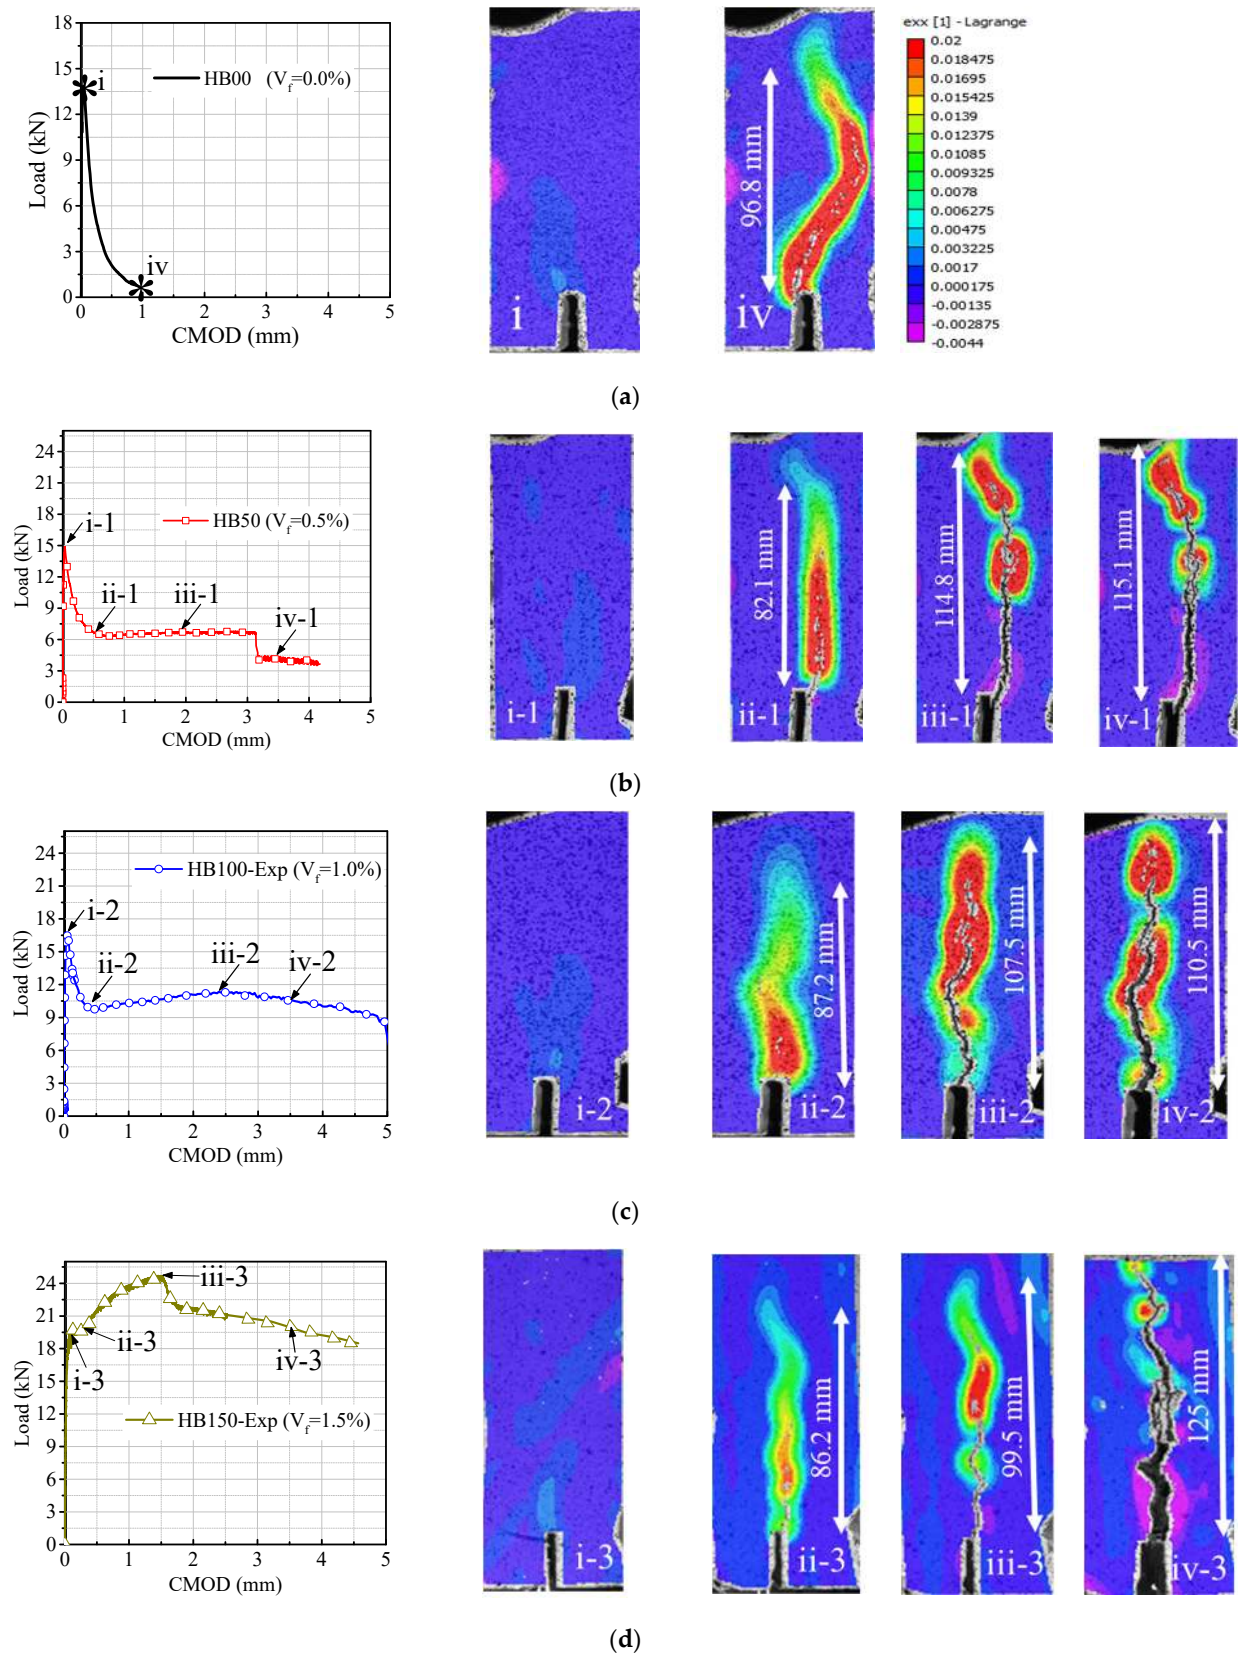 18
15
12
9
6
3
0
Load (kN)
HB00 (Vf=0.0%)
i
iv
0 1 2 3 4 5
CMOD (mm)
i
iv
96.8 mm
exx [1] - Lagrange
0.02
0.018475
0.01695
0.015425
0.0139
0.012375
0.01085
0.009325
0.0078
0.006275
0.00475
0.003225
0.0017
0.000175
-0.00135
-0.002875
-0.0044
(a)
24
21
18
15
12
9
6
3
0
Load (kN)
HB50 (Vf=0.5%)
i-1
ii-1
iii-1
iv-1
0 1 2 3 4 5
CMOD (mm)
i-1
82.1 mm
ii-1
114.8 mm
iii-1
115.1 mm
iv-1
(b)
24
21
18
15
12
9
6
3
0
Load (kN)
HB100-Exp (Vf=1.0%)
i-2
ii-2
iii-2
iv-2
0 1 2 3 4 5
CMOD (mm)
i-2
87.2 mm
ii-2
107.5 mm
iii-2
110.5 mm
iv-2
(c)
24
21
18
15
12
9
6
3
0
Load (kN)
iii-3
ii-3
i-3
iv-3
HB150-Exp (Vf=1.5%)
0 1 2 3 4 5
CMOD (mm)
i-3
86.2 mm
ii-3
99.5 mm
iii-3
125 mm
iv-3
(d)